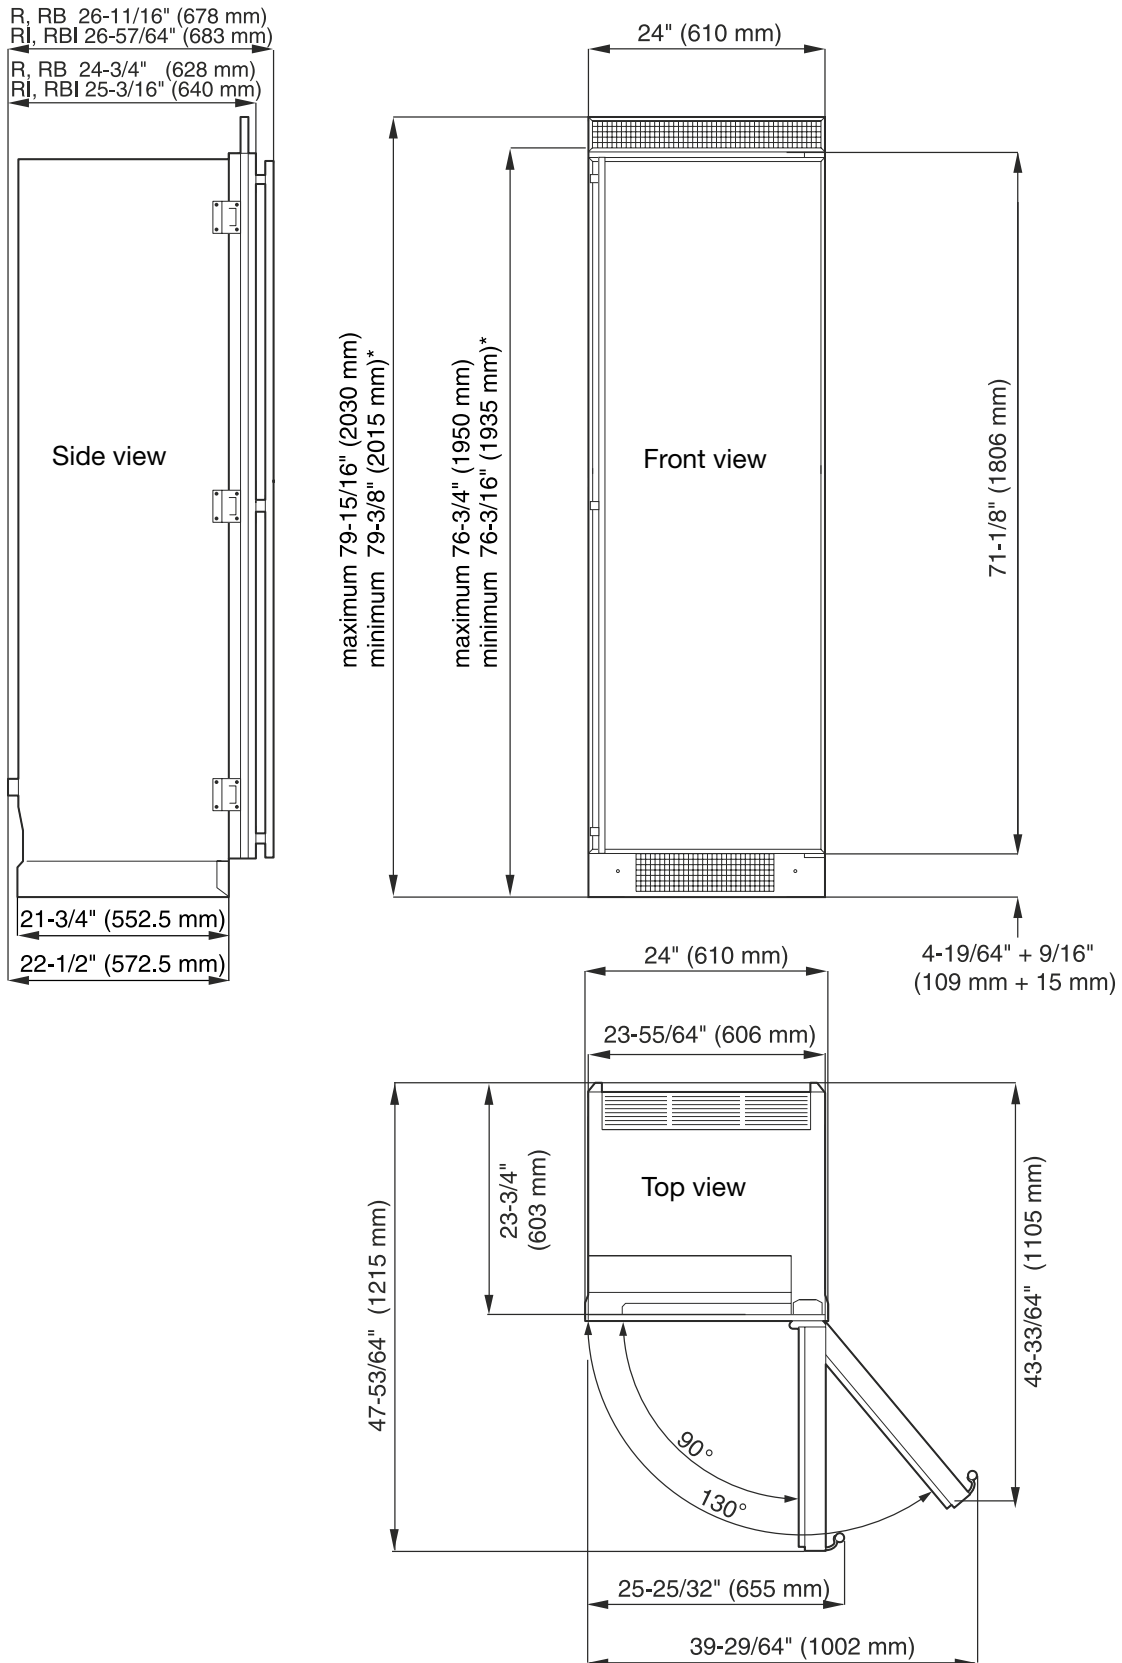 R, RB 26-11/16" (678 mm)
RI, RBI 26-57/64" (683 mm)
R, RB 24-3/4" (628 mm)
RI, RBI 25-3/16" (640 mm)
24" (610 mm)
maximum 79-15/16" (2030 mm)
minimum 79-3/8" (2015 mm)*
maximum 76-3/4" (1950 mm)
minimum 76-3/16" (1935 mm)*
71-1/8" (1806 mm)
Side view
Front view
21-3/4" (552.5 mm)
22-1/2" (572.5 mm)
4-19/64" + 9/16"
(109 mm + 15 mm)
24" (610 mm)
23-55/64" (606 mm)
47-53/64" (1215 mm)
23-3/4"
(603 mm)
Top view
43-33/64" (1105 mm)
90°
130°
25-25/32" (655 mm)
39-29/64" (1002 mm)